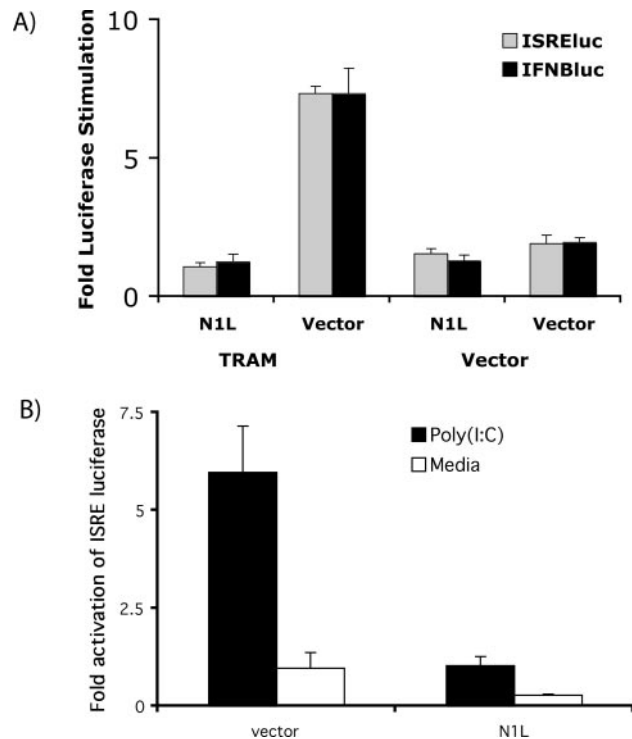 A)
Fold Luciferase Stimulation
10
5
0
ISREluc
IFNBluc
N1L Vector N1L Vector
TRAM Vector
B)
Fold activation of ISRE luciferase
7.5
5
2.5
0
Poly(I:C)
Media
vector N1L